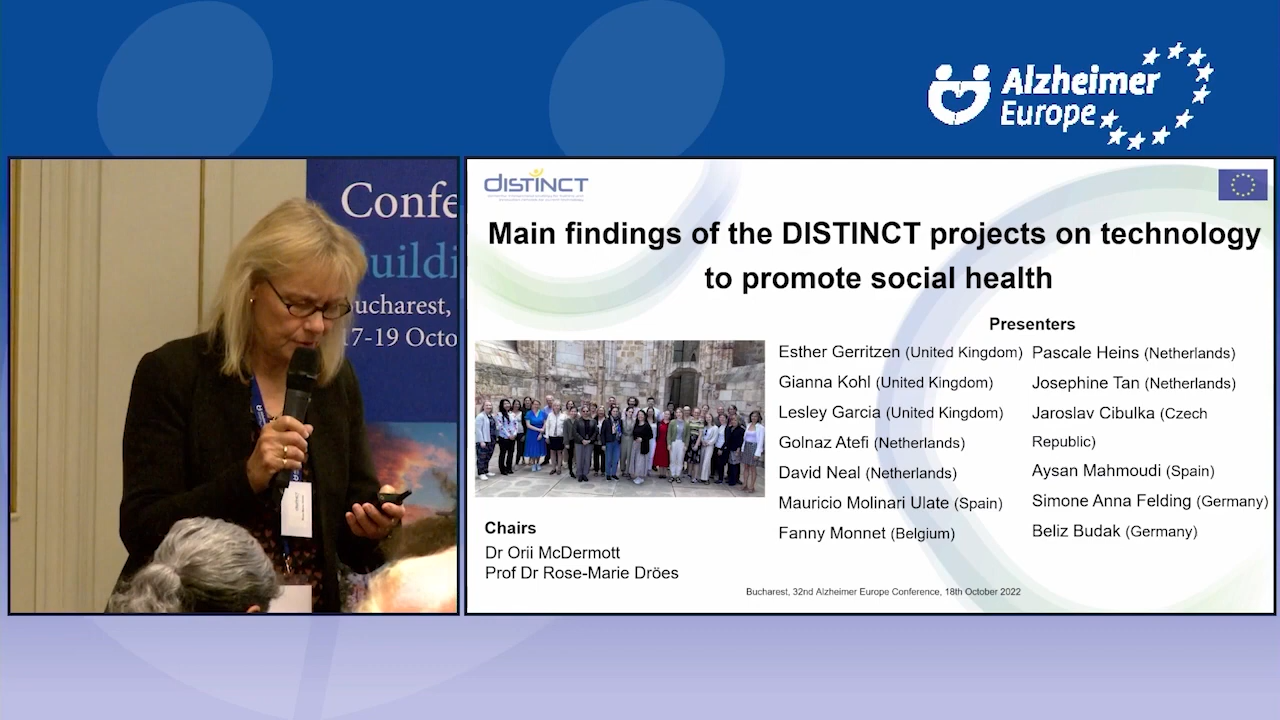 Alzheimer
Europe
Confe
uildi
ucharest,
17-19 Octo
DISTINCT
Main findings of the DISTINCT projects on technology
to promote social health
Presenters
Esther Gerritzen (United Kingdom)
Gianna Kohl (United Kingdom)
Lesley Garcia (United Kingdom)
Golnaz Atefi (Netherlands)
David Neal (Netherlands)
Mauricio Molinari Ulate (Spain)
Fanny Monnet (Belgium)
Pascale Heins (Netherlands)
Josephine Tan (Netherlands)
Jaroslav Cibulka (Czech
Republic)
Aysan Mahmoudi (Spain)
Simone Anna Felding (Germany)
Beliz Budak (Germany)
Chairs
Dr Orii McDermott
Prof Dr Rose-Marie Dröes
Bucharest, 32nd Alzheimer Europe Conference, 18th October 2022